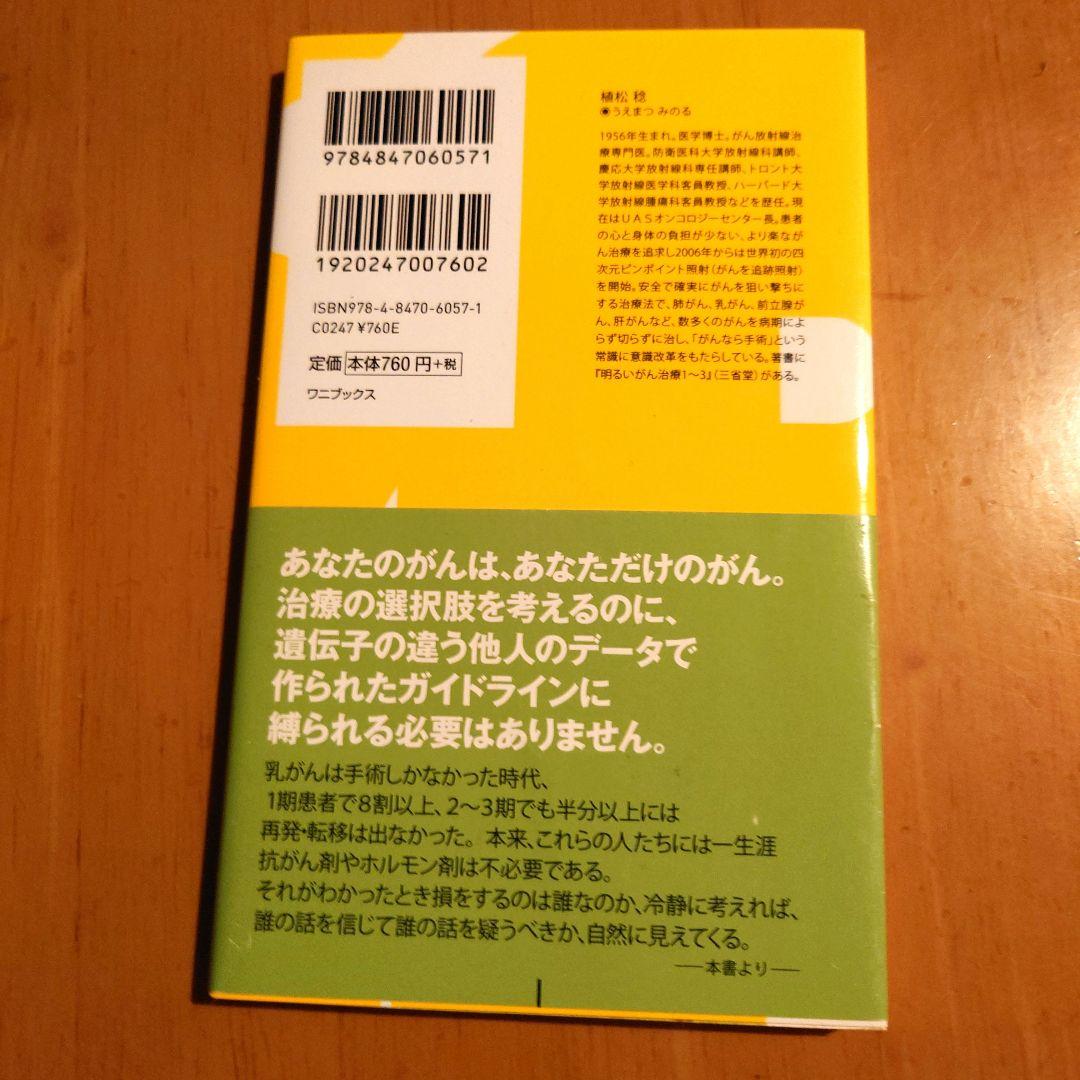 9784847060571
1920247007602
ISBN978-4-8470-6057-1
C0247 ¥760E
定価 本体760円+税
ワニブックス
植松 稔
◉うえまつ みのる
1956年生まれ。医学博士。がん放射線治
療専門医。防衛医科大学放射線科講師、
慶応大学放射線科専任講師、トロント大
学放射線医学科客員教授、ハーバード大
学放射線腫瘍科客員教授などを歴任。現
在はUASオンコロジーセンター長。患者
の心と身体の負担が少ない、より楽なが
ん治療を追求し2006年からは世界初の四
次元ピンポイント照射(がんを追跡照射)
を開始。安全で確実にがんを狙い撃ちに
する治療法で、肺がん、乳がん、前立腺が
ん、肝がんなど、数多くのがんを病期によ
らず切らずに治し、「がんなら手術」という
常識に意識改革をもたらしている。著書に
『明るいがん治療1〜3』(三省堂)がある。
あなたのがんは、あなただけのがん。
治療の選択肢を考えるのに、
遺伝子の違う他人のデータで
作られたガイドラインに
縛られる必要はありません。
乳がんは手術しかなかった時代、
1期患者で8割以上、2〜3期でも半分以上には
再発・転移は出なかった。本来、これらの人たちには一生涯
抗がん剤やホルモン剤は不必要である。
それがわかったとき損をするのは誰なのか、冷静に考えれば、
誰の話を信じて誰の話を疑うべきか、自然に見えてくる。
──本書より──